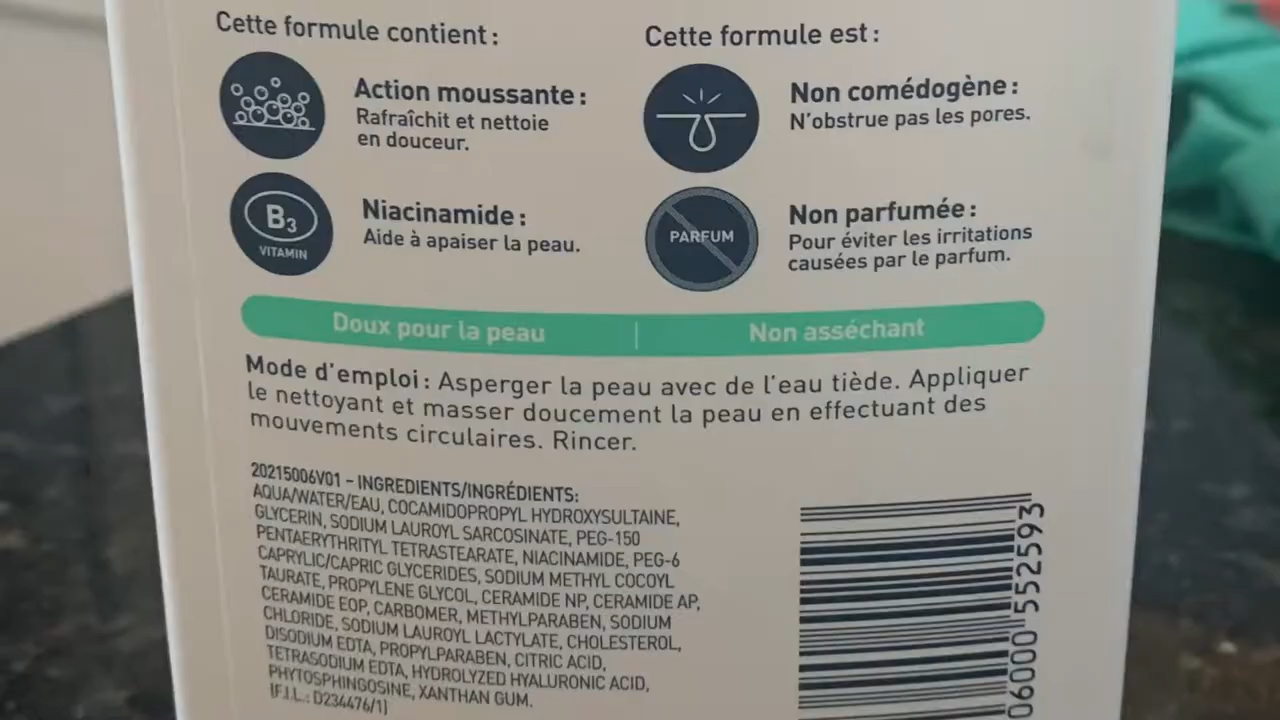 Cette formule contient :
Action moussante :
Rafraîchit et nettoie
en douceur.
B3
VITAMIN
Niacinamide :
Aide à apaiser la peau.
Cette formule est :
Non comédogène :
N'obstrue pas les pores.
PARFUM
Non parfumée :
Pour éviter les irritations
causées par le parfum.
Doux pour la peau
Non asséchant
Mode d'emploi : Asperger la peau avec de l'eau tiède. Appliquer
le nettoyant et masser doucement la peau en effectuant des
mouvements circulaires. Rincer.
20215006V01 – INGREDIENTS/INGRÉDIENTS:
AQUA/WATER/EAU, COCAMIDOPROPYL HYDROXYSULTAINE,
GLYCERIN, SODIUM LAUROYL SARCOSINATE, PEG-150
PENTAERYTHRITYL TETRASTEARATE, NIACINAMIDE, PEG-6
CAPRYLIC/CAPRIC GLYCERIDES, SODIUM METHYL COCOYL
TAURATE, PROPYLENE GLYCOL, CERAMIDE NP, CERAMIDE AP,
CERAMIDE EOP, CARBOMER, METHYLPARABEN, SODIUM
CHLORIDE, SODIUM LAUROYL LACTYLATE, CHOLESTEROL,
DISODIUM EDTA, PROPYLPARABEN, CITRIC ACID,
TETRASODIUM EDTA, HYDROLYZED HYALURONIC ACID,
PHYTOSPHINGOSINE, XANTHAN GUM.
(F.I.L.: D234476/1)
06000 552593